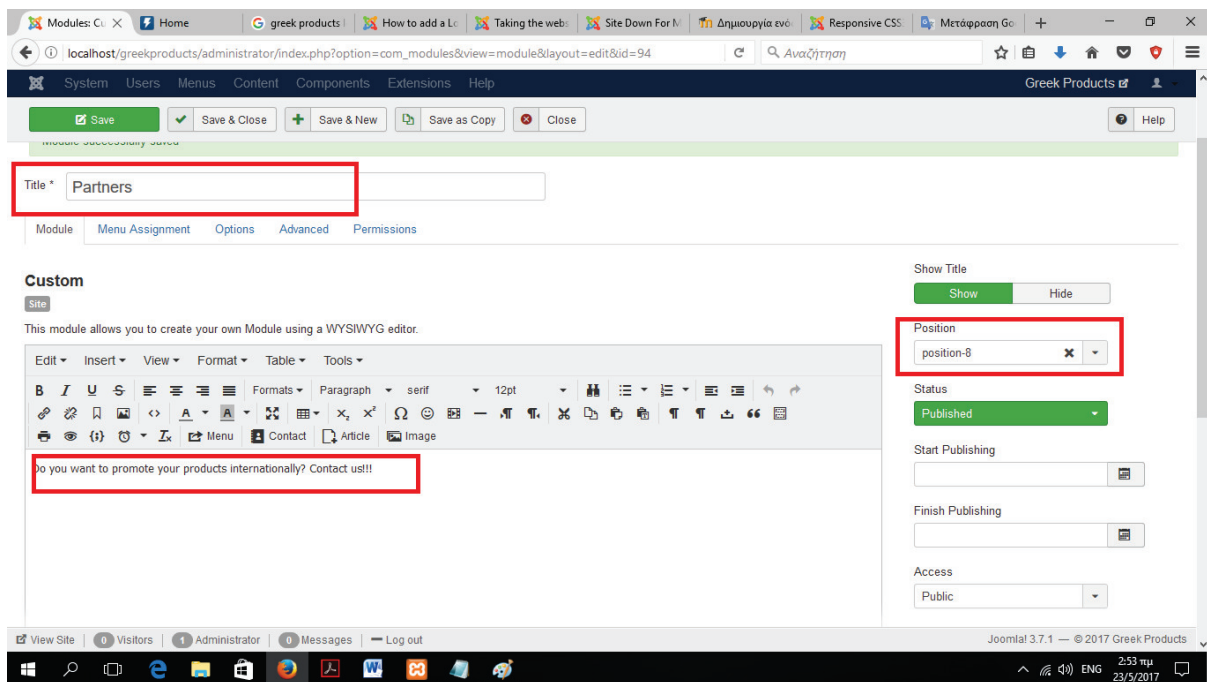 Modules: Cu
Home
greek products |
How to add a Lo
Taking the webs
Site Down For M
Δημιουργία ενό
Responsive CSS
Μετάφραση Go
localhost/greekproducts/administrator/index.php?option=com_modules&view=module&layout=edit&id=94
Αναζήτηση
System Users Menus Content Components Extensions Help
Greek Products
Save
Save & Close
Save & New
Save as Copy
Close
Help
Module successfully saved
Title * Partners
Module Menu Assignment Options Advanced Permissions
Custom
Site
This module allows you to create your own Module using a WYSIWYG editor.
Edit Insert View Format Table Tools
B I U S Formats Paragraph serif 12pt
A A x₂ x² Ω
Menu Contact Article Image
Do you want to promote your products internationally? Contact us!!!
Show Title
Show Hide
Position
position-8
Status
Published
Start Publishing
Finish Publishing
Access
Public
View Site 0 Visitors 1 Administrator 0 Messages Log out
Joomla! 3.7.1 — © 2017 Greek Products
ENG
2:53 πμ
23/5/2017